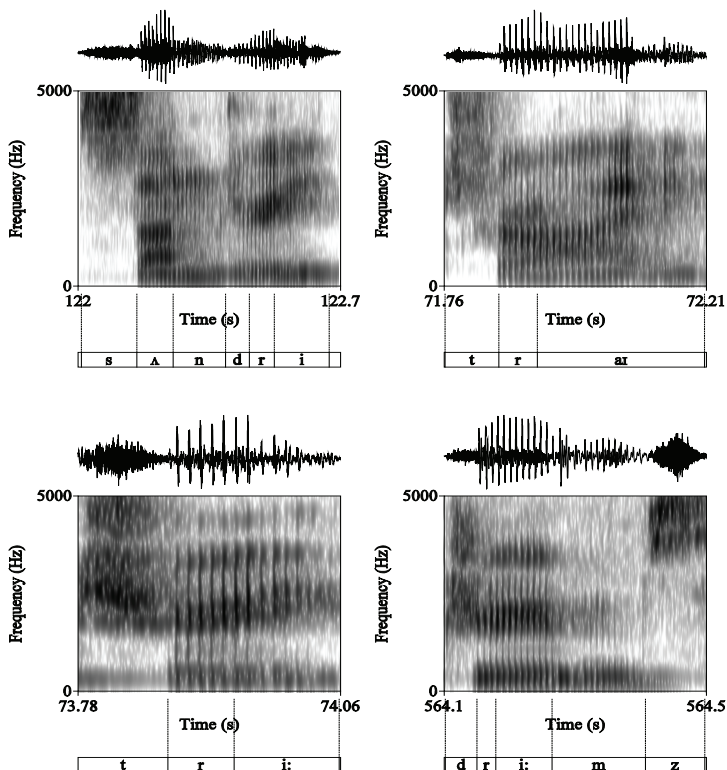 5000
Frequency (Hz)
0
122
122.7
Time (s)
s ʌ n d r i
5000
Frequency (Hz)
0
71.76
72.21
Time (s)
t r aɪ
5000
Frequency (Hz)
0
73.78
74.06
Time (s)
t r i:
5000
Frequency (Hz)
0
564.1
564.5
Time (s)
d r i: m z